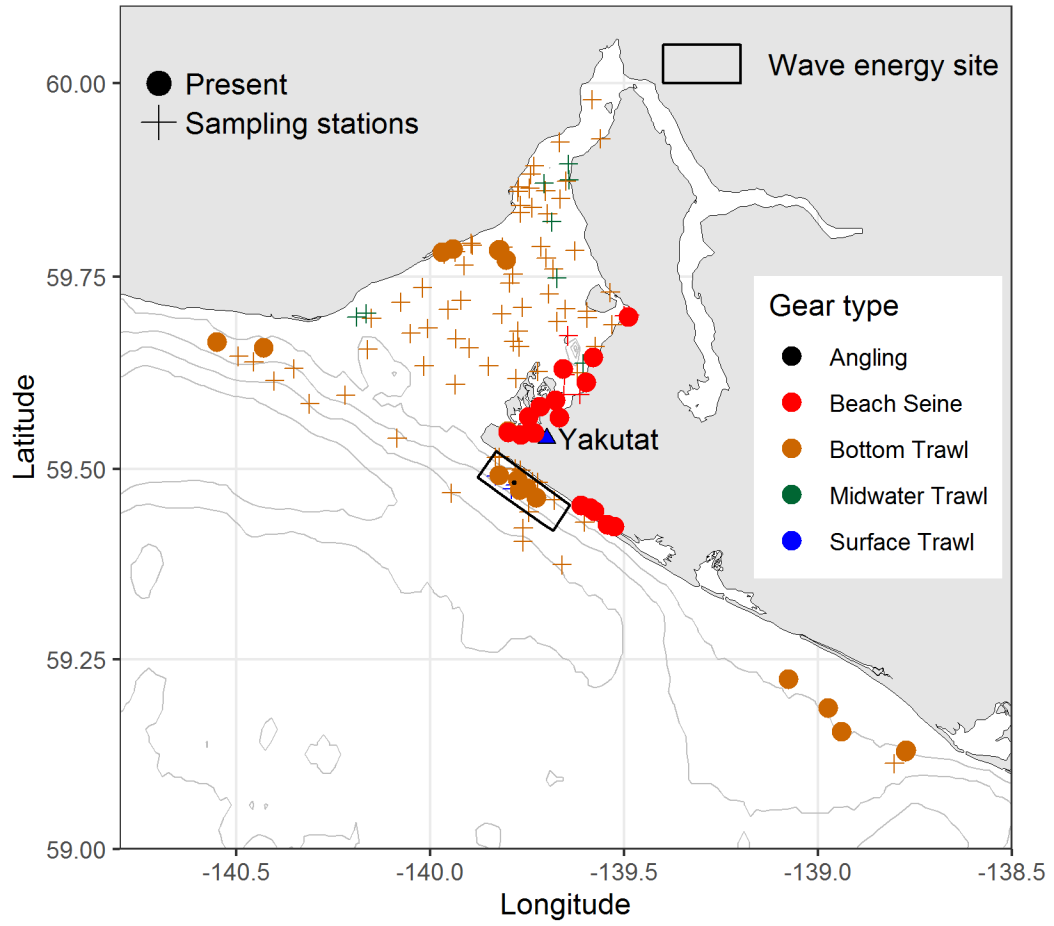 Present
Sampling stations
Wave energy site
60.00
59.75
59.50
59.25
59.00
Latitude
Yakutat
Gear type
Angling
Beach Seine
Bottom Trawl
Midwater Trawl
Surface Trawl
-140.5
-140.0
-139.5
-139.0
-138.5
Longitude